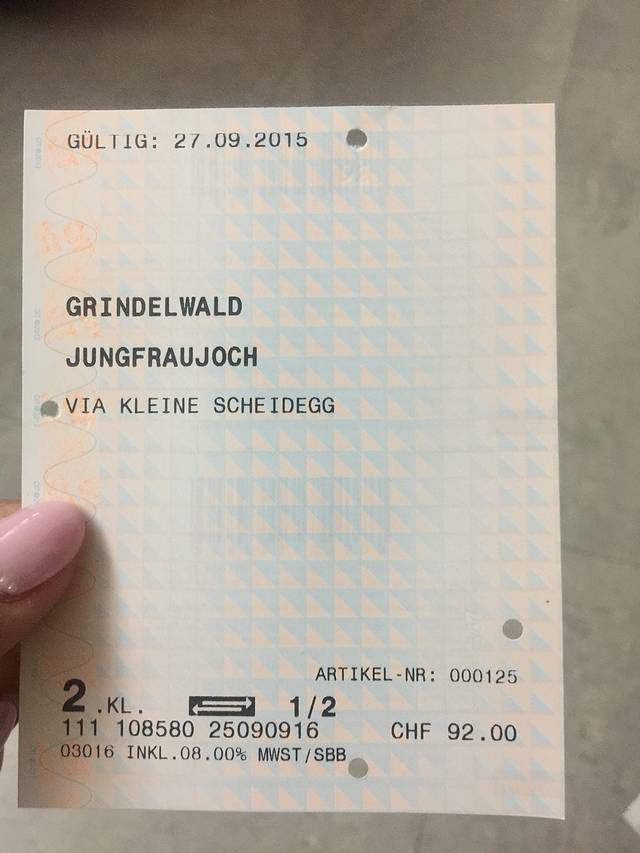 GÜLTIG: 27.09.2015
GRINDELWALD
JUNGFRAUJOCH
VIA KLEINE SCHEIDEGG
ARTIKEL-NR: 000125
2.KL. 1/2
111 108580 25090916 CHF 92.00
03016 INKL.08.00% MWST/SBB